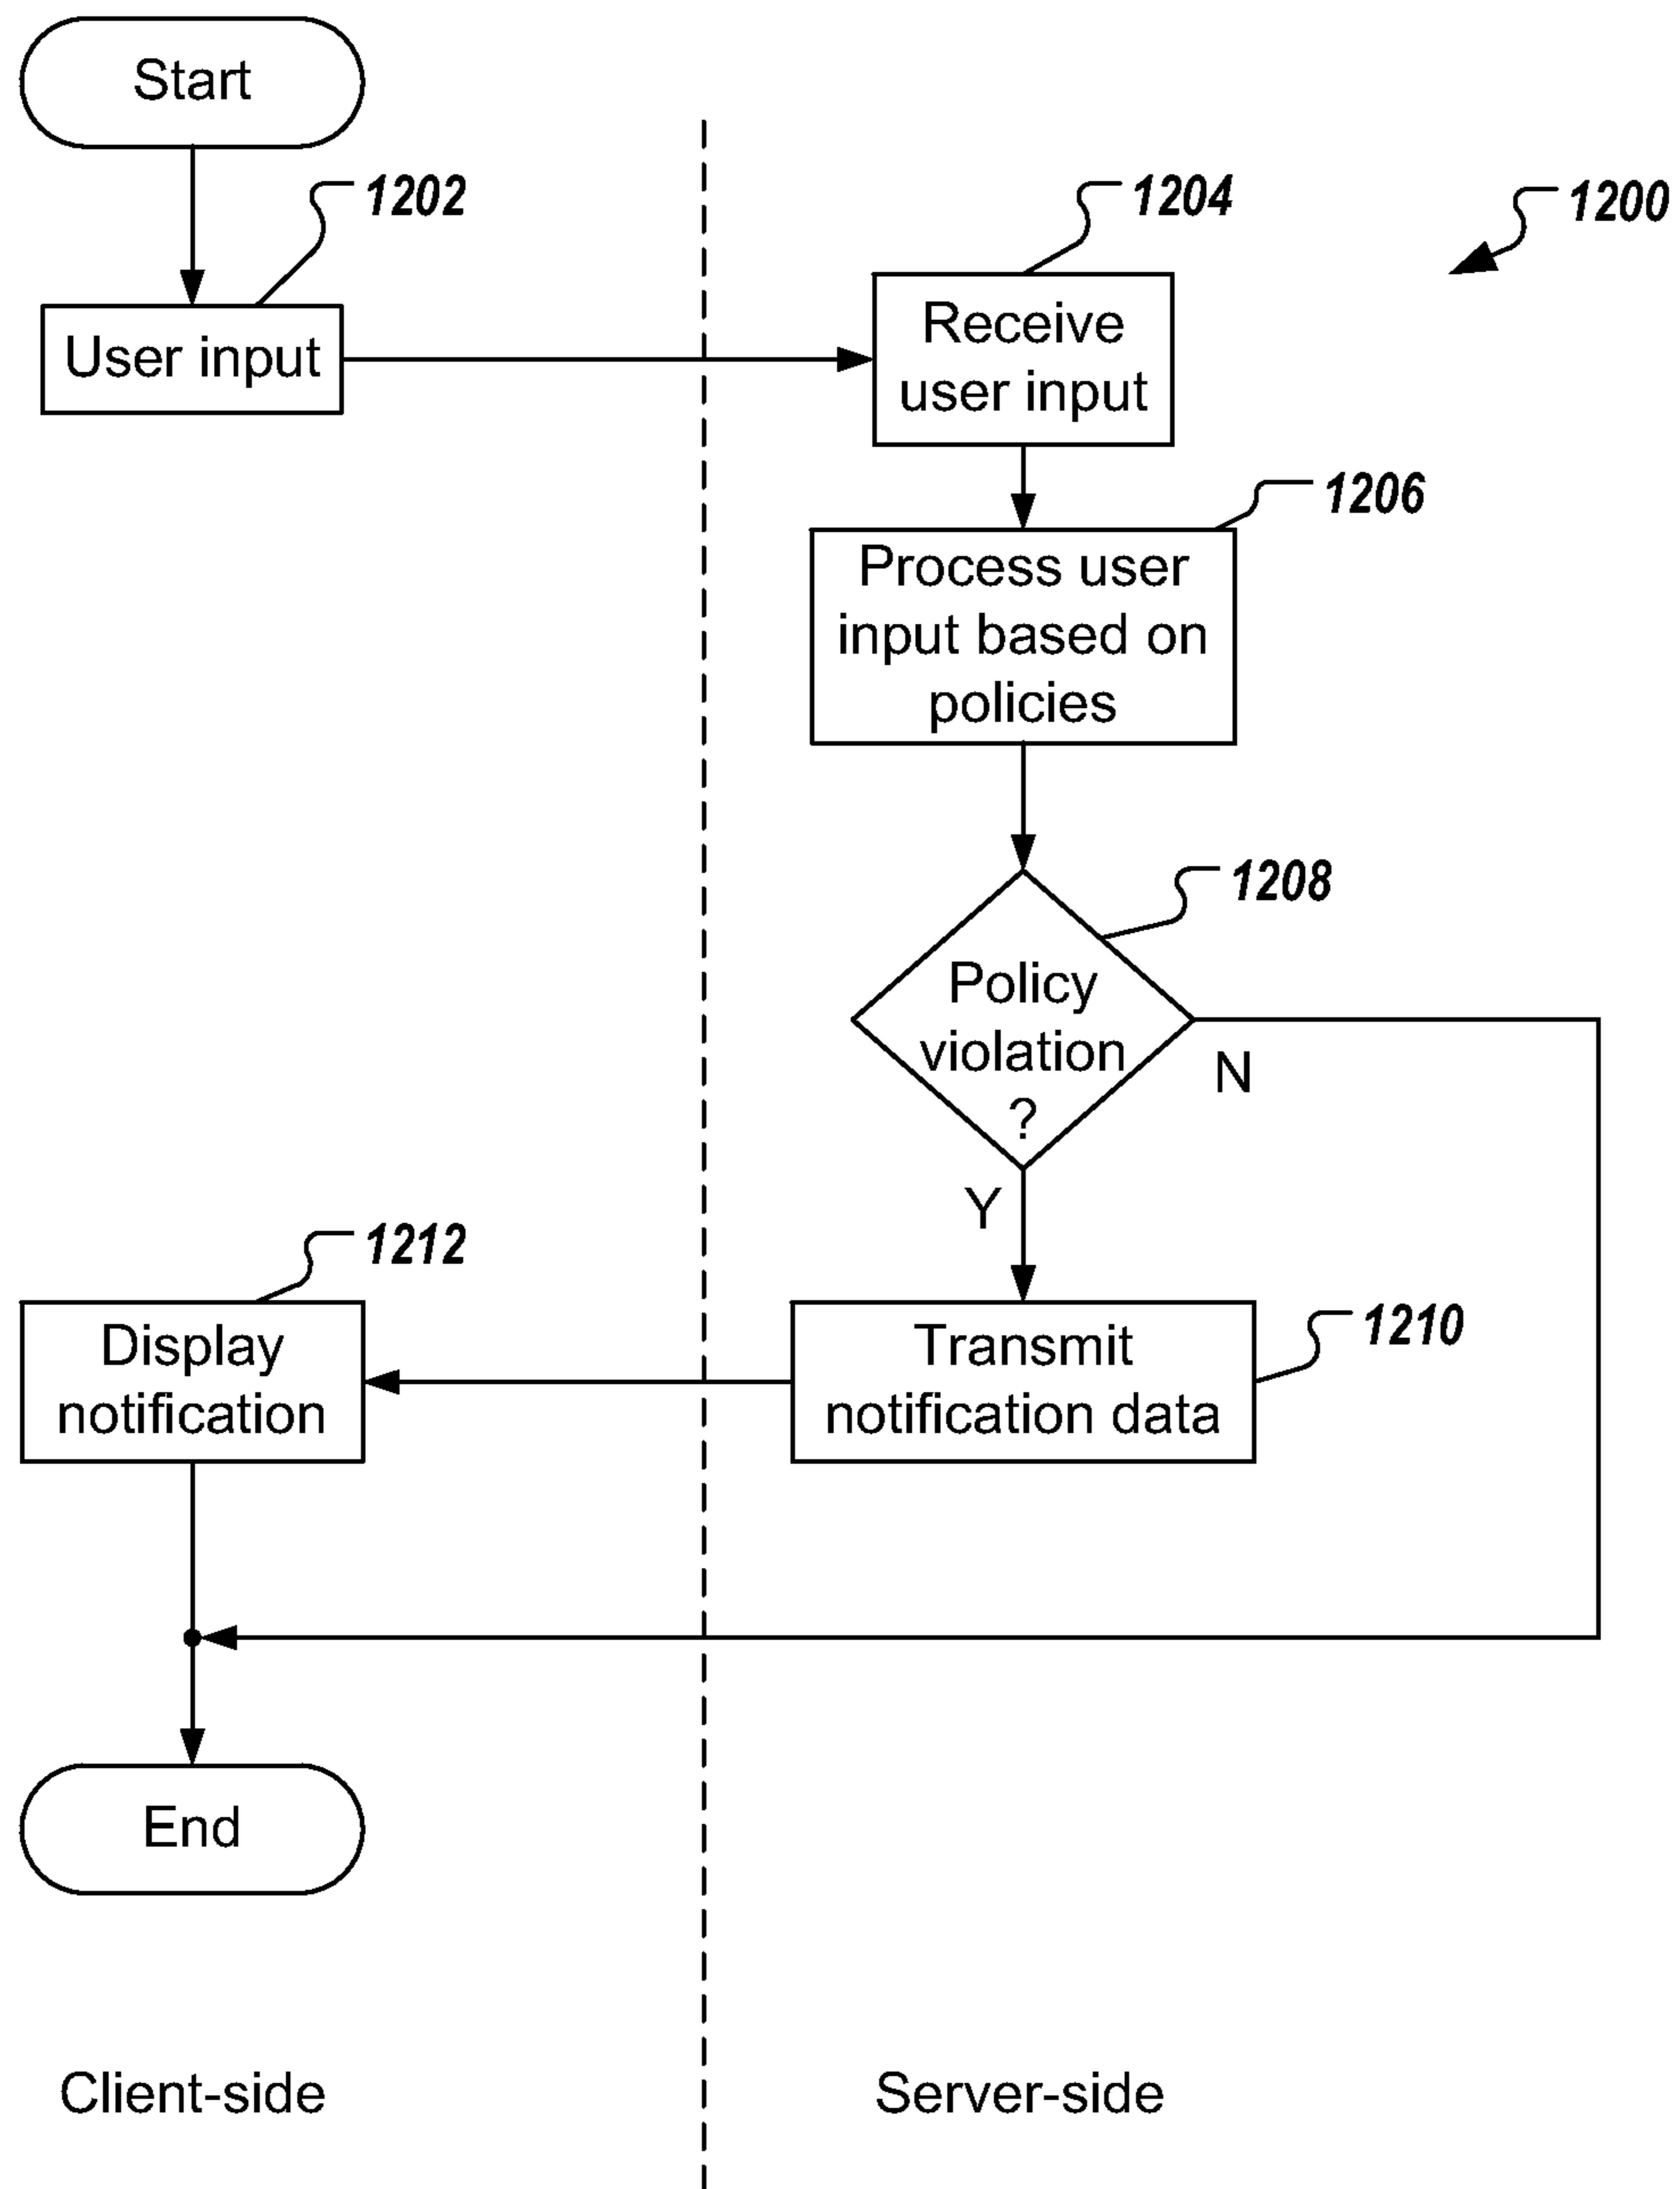 Start
1202
1204
1200
User input
Receive
user input
1206
Process user
input based on
policies
1208
Policy
violation
?
N
Y
1212
Display
notification
Transmit
notification data
1210
End
Client-side
Server-side